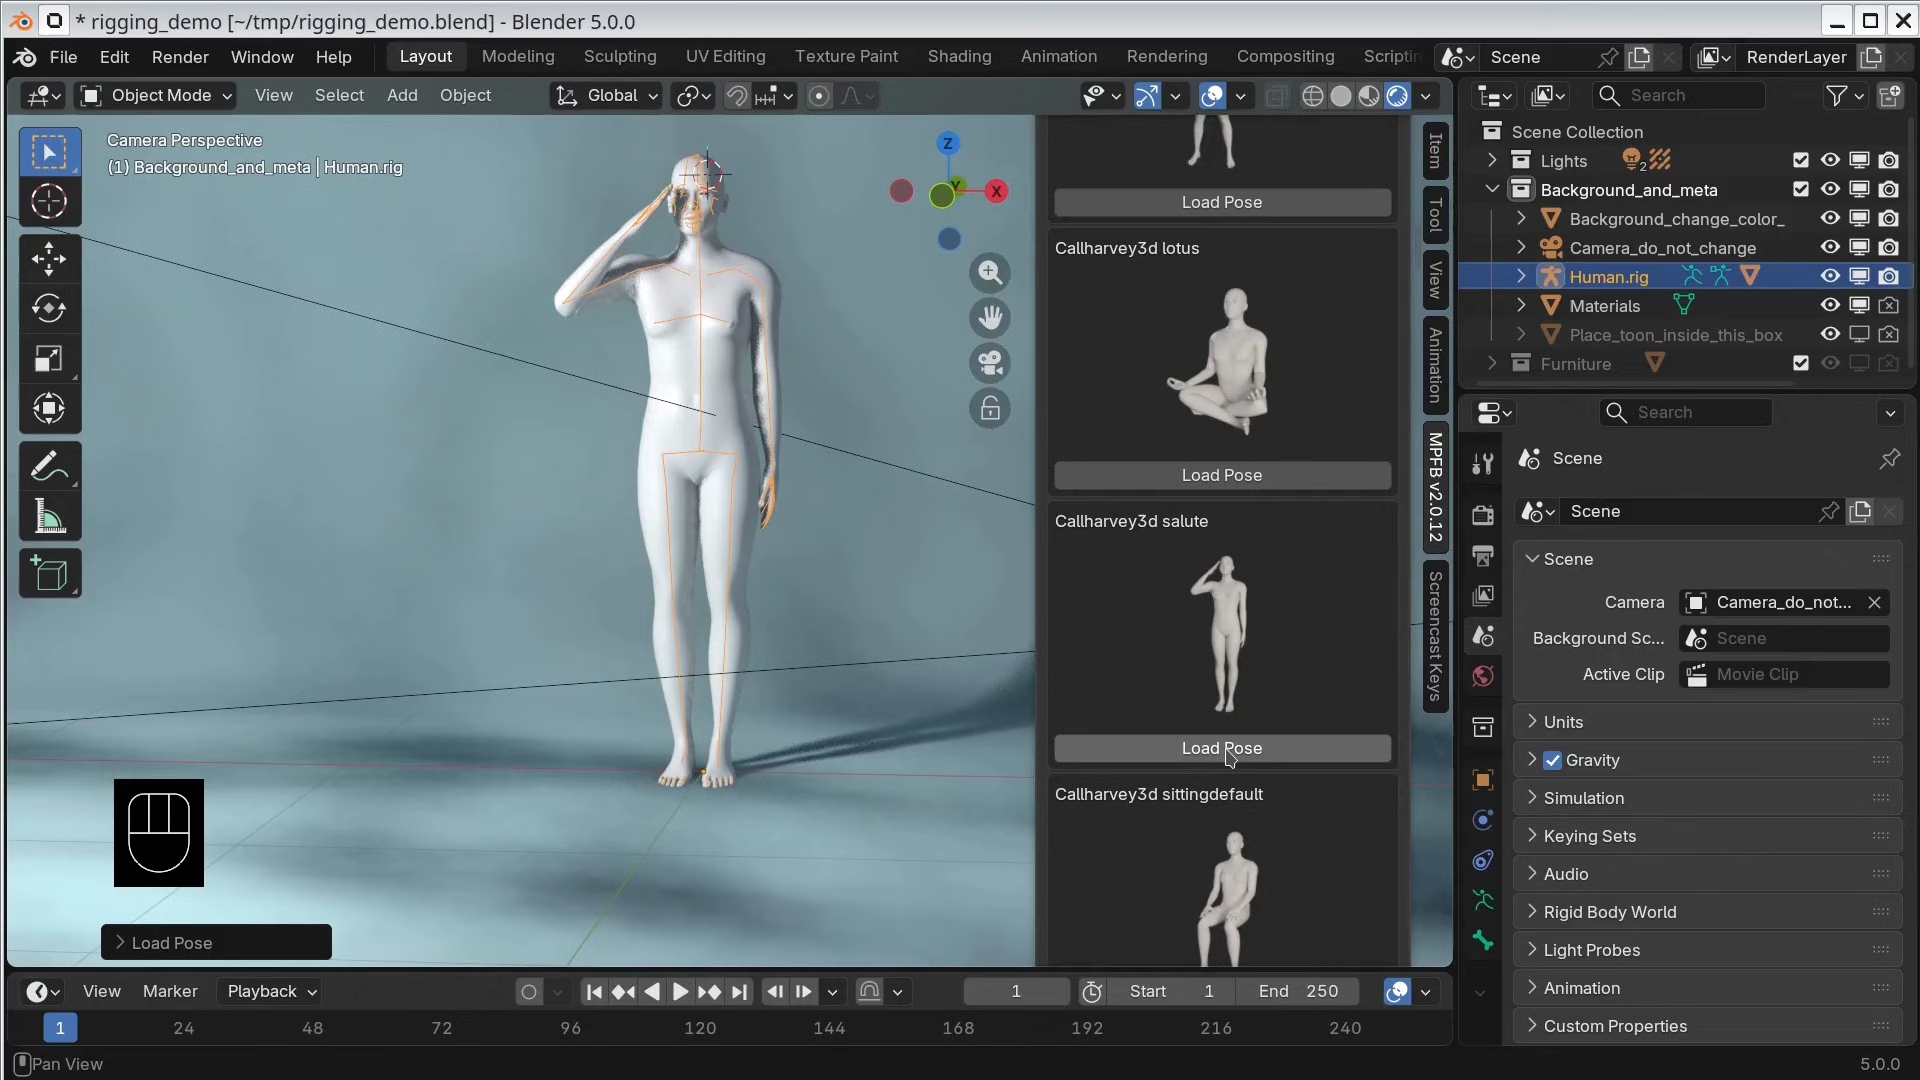 * rigging_demo [~/tmp/rigging_demo.blend] - Blender 5.0.0
File Edit Render Window Help Layout Modeling Sculpting UV Editing Texture Paint Shading Animation Rendering Compositing Scriptin Scene RenderLayer
Object Mode View Select Add Object Global
Search
Camera Perspective
(1) Background_and_meta | Human.rig
Z
Y
X
Load Pose
Callharvey3d lotus
Load Pose
Callharvey3d salute
Load Pose
Callharvey3d sittingdefault
Item
Tool
View
Animation
MPFB v2.0.12
Screencast Keys
Load Pose
Scene Collection
Lights 2
Background_and_meta
Background_change_color_
Camera_do_not_change
Human.rig
Materials
Place_toon_inside_this_box
Furniture
Search
Scene
Scene
Scene
Camera Camera_do_not...
Background Sc... Scene
Active Clip Movie Clip
Units
Gravity
Simulation
Keying Sets
Audio
Rigid Body World
Light Probes
Animation
Custom Properties
View Marker Playback 1 Start 1 End 250
1 24 48 72 96 120 144 168 192 216 240
Pan View 5.0.0